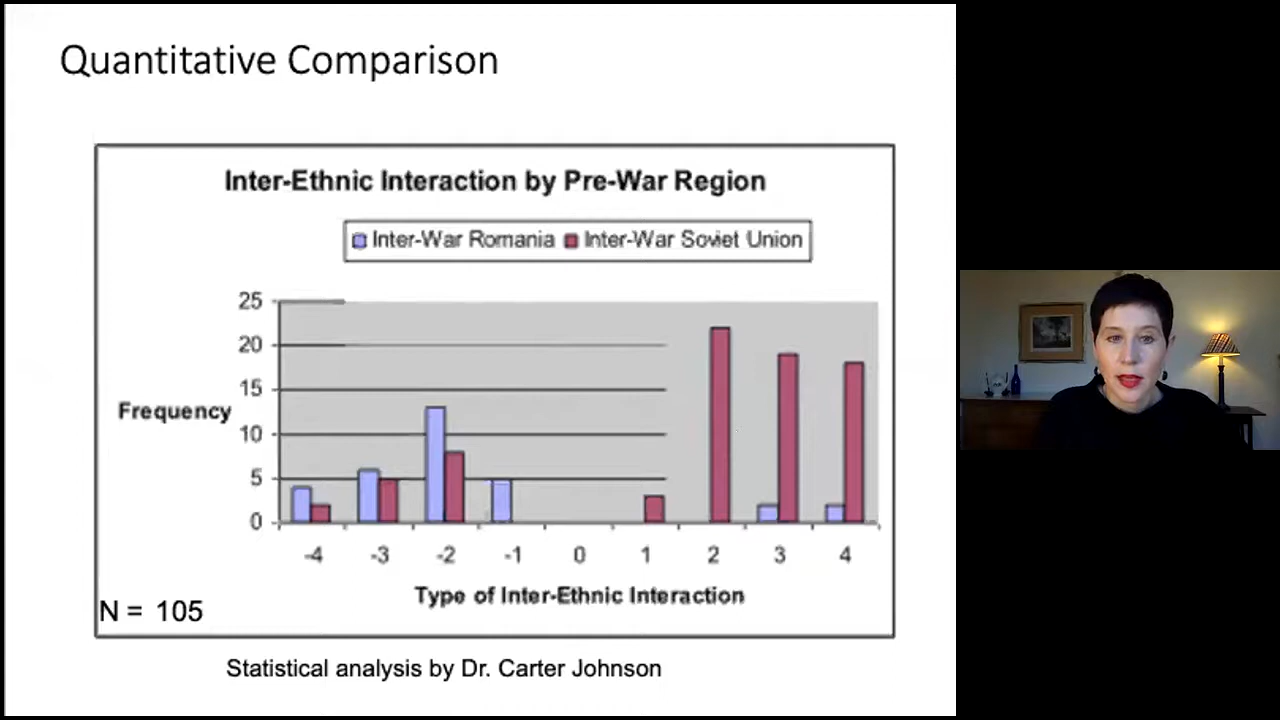 Quantitative Comparison
Inter-Ethnic Interaction by Pre-War Region
Inter-War Romania Inter-War Soviet Union
25
20
15
Frequency
10
5
0
-4 -3 -2 -1 0 1 2 3 4
Type of Inter-Ethnic Interaction
N = 105
Statistical analysis by Dr. Carter Johnson